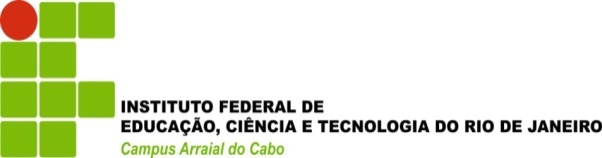 INSTITUTO FEDERAL DE
EDUCAÇÃO, CIÊNCIA E TECNOLOGIA DO RIO DE JANEIRO
Campus Arraial do Cabo